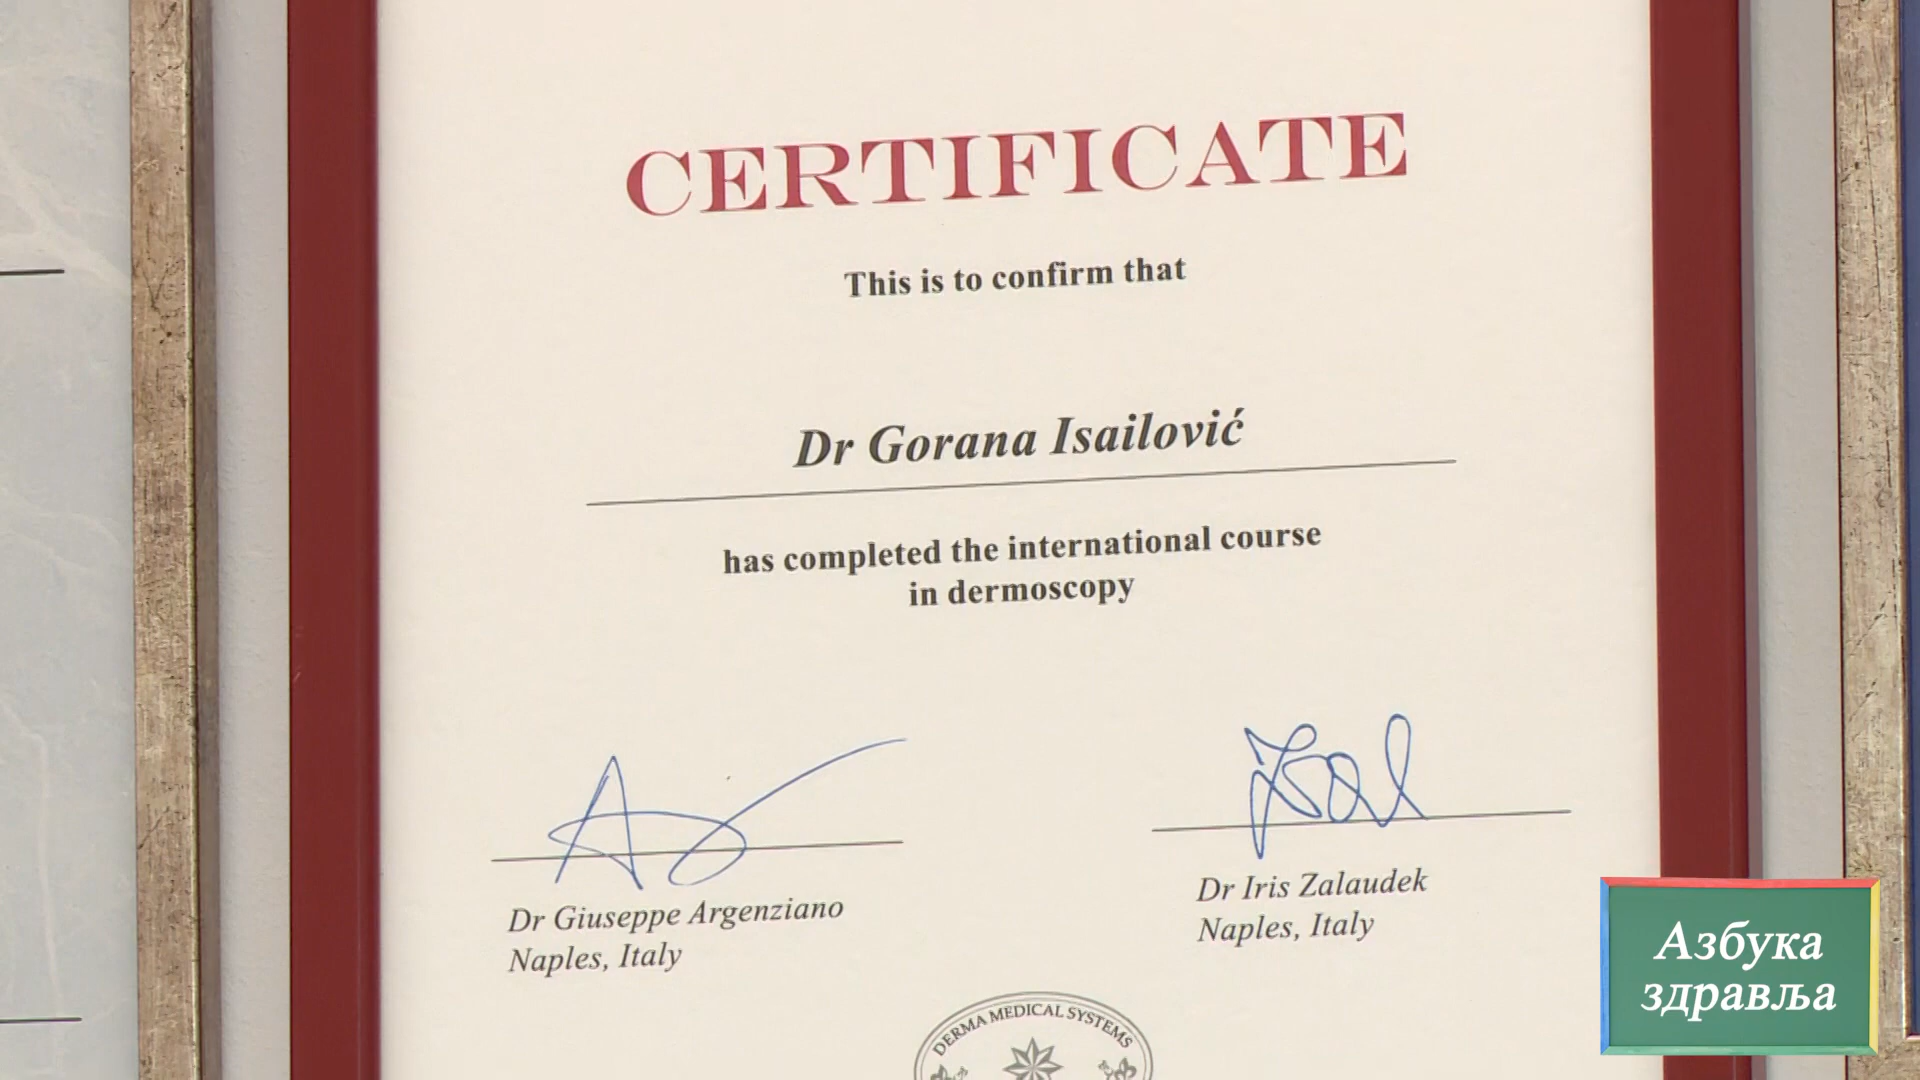 CERTIFICATE
This is to confirm that
Dr Gorana Isailović
has completed the international course
in dermoscopy
Dr Giuseppe Argenziano
Naples, Italy
Dr Iris Zalaudek
Naples, Italy
DERMA MEDICAL SYSTEMS
Азбука
здравља